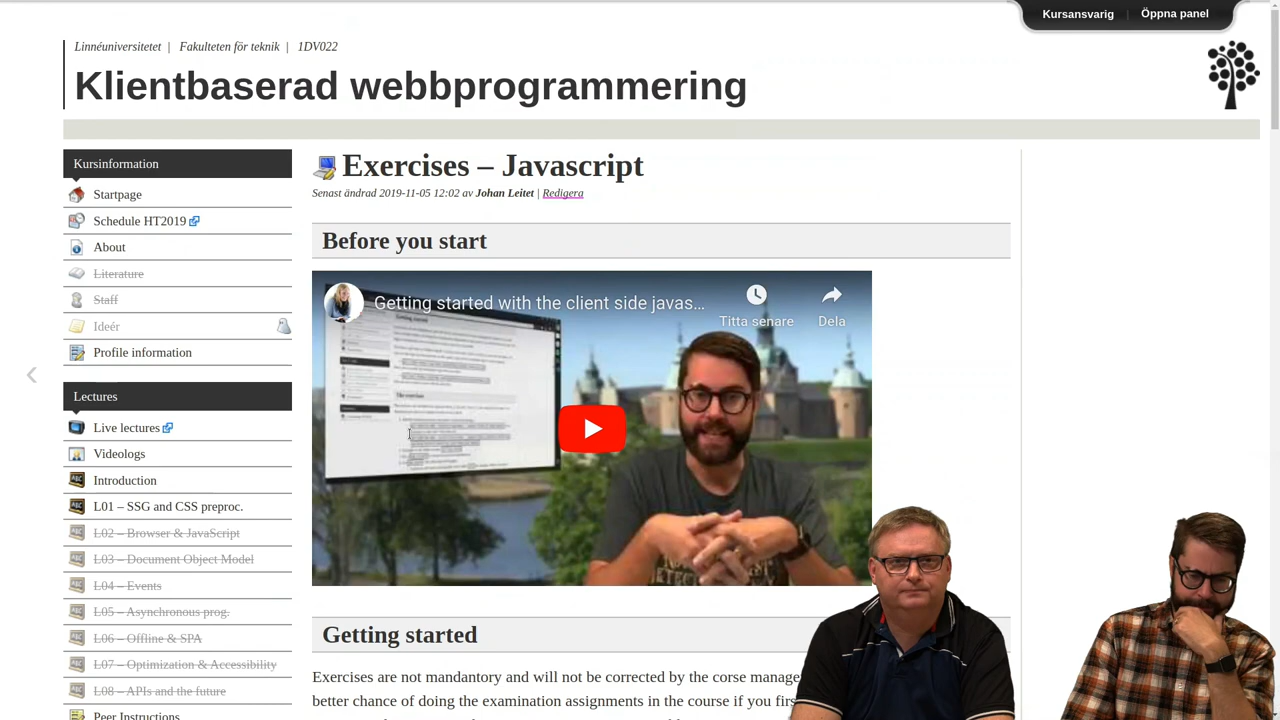 Kursansvarig | Öppna panel
Linnéuniversitetet | Fakulteten för teknik | 1DV022
Klientbaserad webbprogrammering
Kursinformation
Startpage
Schedule HT2019
About
Literature
Staff
Ideér
Profile information
Lectures
Live lectures
Videologs
Introduction
L01 – SSG and CSS preproc.
L02 – Browser & JavaScript
L03 – Document Object Model
L04 – Events
L05 – Asynchronous prog.
L06 – Offline & SPA
L07 – Optimization & Accessibility
L08 – APIs and the future
Peer Instructions
Exercises – Javascript
Senast ändrad 2019-11-05 12:02 av Johan Leitet | Redigera
Before you start
Getting started with the client side javas...
Titta senare
Dela
Getting started
Exercises are not mandatory and will not be corrected by the corse
better chance of doing the examination assignments in the course if you